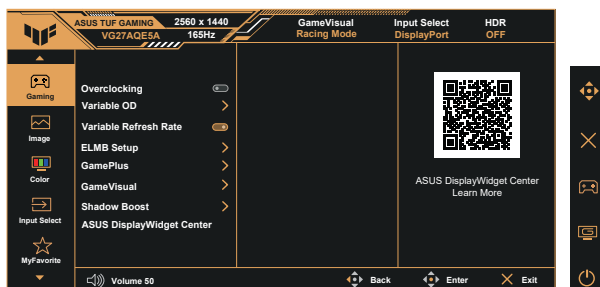 ASUS TUF GAMING 2560 x 1440
VG27AQE5A 165Hz
GameVisual
Racing Mode
Input Select
DisplayPort
HDR
OFF
Gaming
Image
Color
Input Select
MyFavorite
Overclocking
Variable OD
Variable Refresh Rate
ELMB Setup
GamePlus
GameVisual
Shadow Boost
ASUS DisplayWidget Center
ASUS DisplayWidget Center
Learn More
Volume 50
Back
Enter
Exit